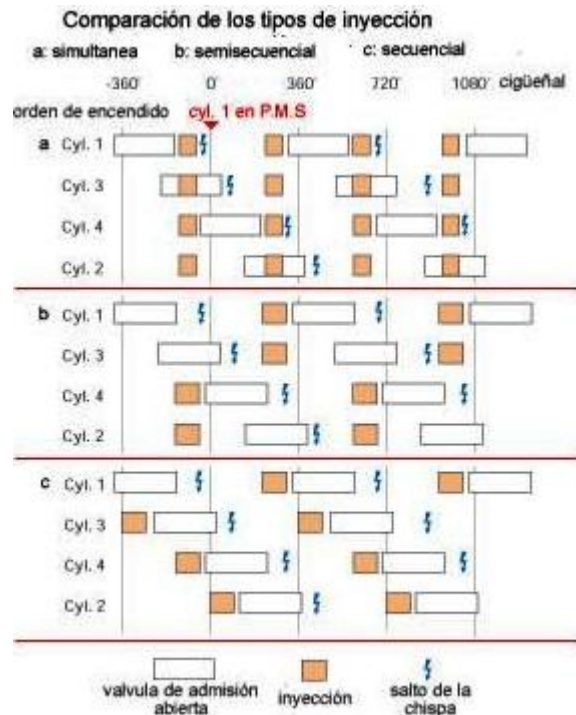 Comparación de los tipos de inyección
a: simultanea b: semisecuencial c: secuencial
-360° 0 360° 720° 1080° cigüeñal
orden de encendido cyl. 1 en P.M.S
a Cyl. 1
Cyl. 3
Cyl. 4
Cyl. 2
b Cyl. 1
Cyl. 3
Cyl. 4
Cyl. 2
c Cyl. 1
Cyl. 3
Cyl. 4
Cyl. 2
valvula de admisión abierta
inyección
salto de la chispa